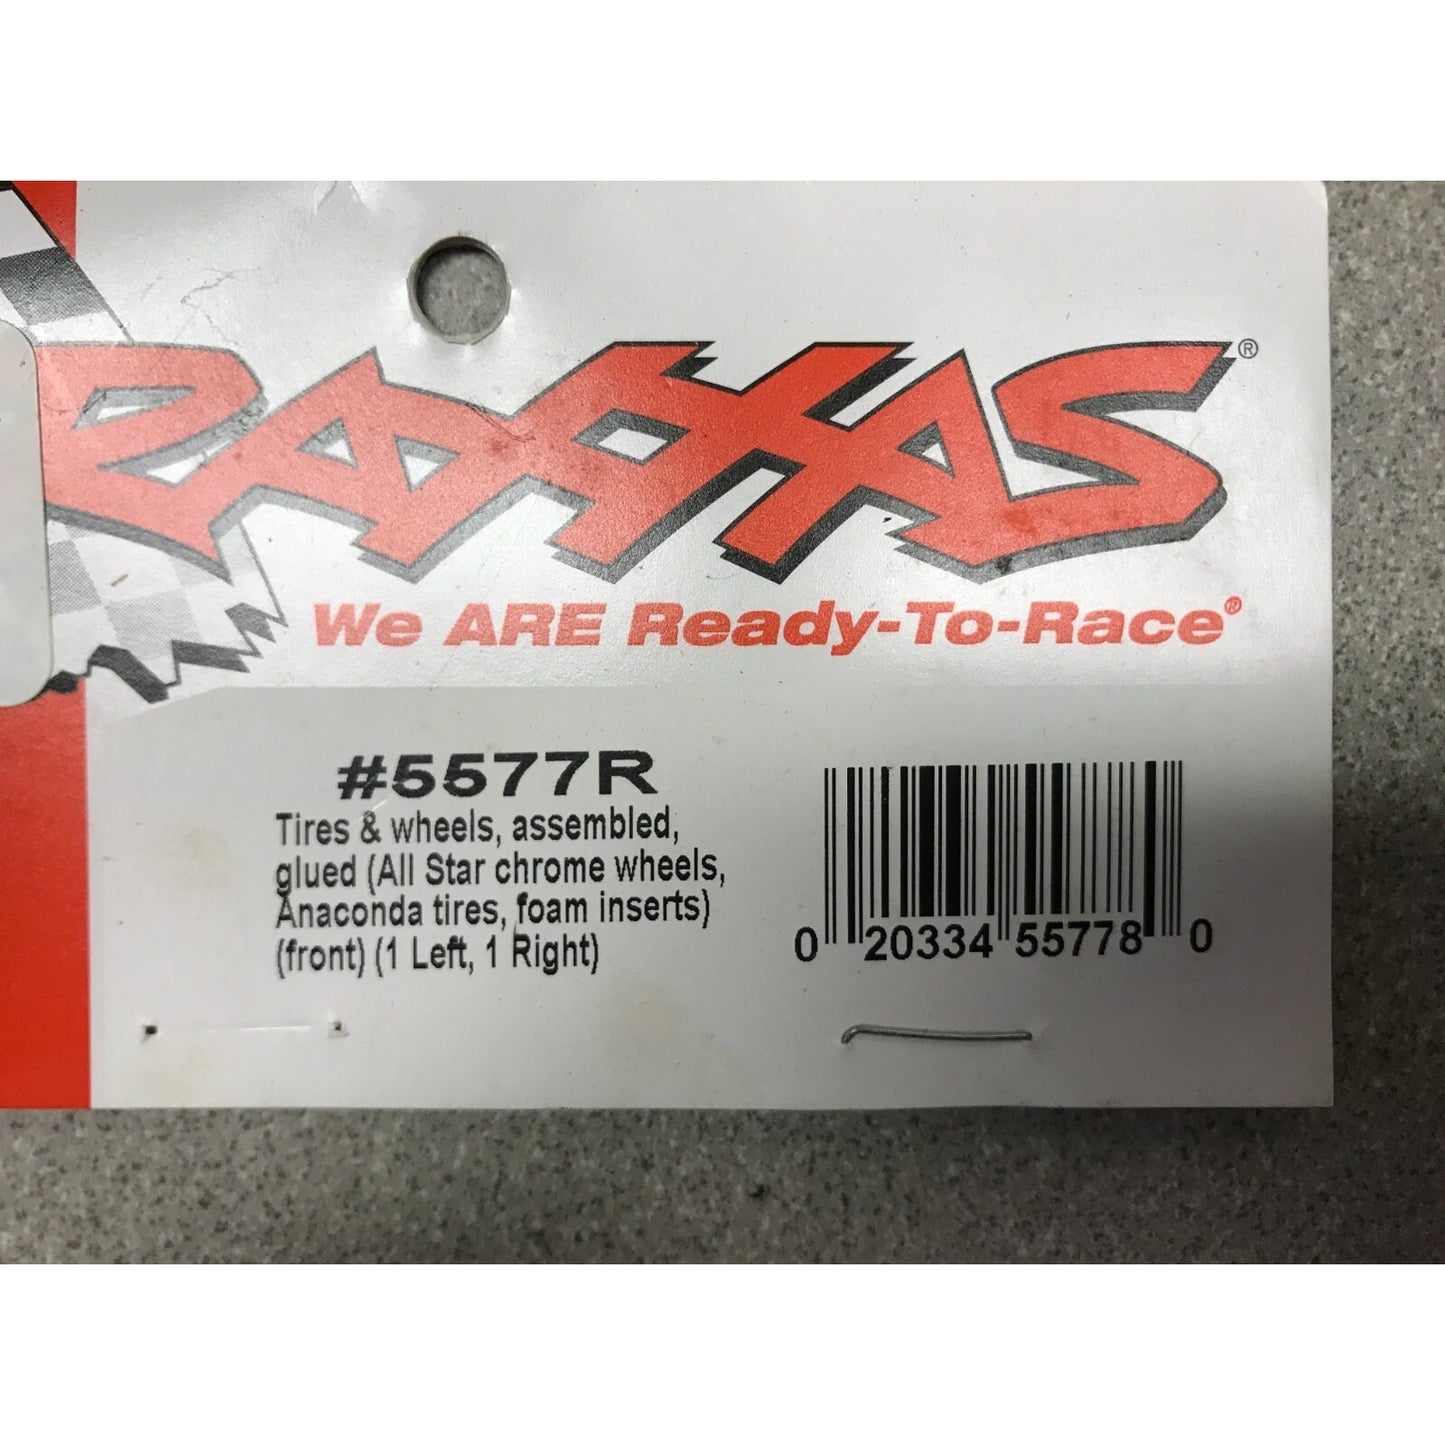 TRAXXAS®
We ARE Ready-To-Race®
#5577R
Tires & wheels, assembled,
glued (All Star chrome wheels,
Anaconda tires, foam inserts)
(front) (1 Left, 1 Right)
0 20334 55778 0